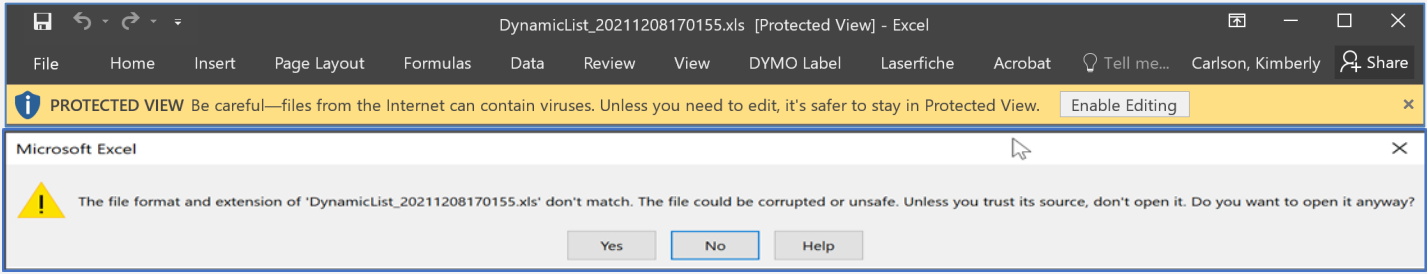 DynamicList_20211208170155.xls [Protected View] - Excel
File Home Insert Page Layout Formulas Data Review View DYMO Label Laserfiche Acrobat Tell me... Carlson, Kimberly Share
PROTECTED VIEW Be careful—files from the Internet can contain viruses. Unless you need to edit, it's safer to stay in Protected View. Enable Editing
Microsoft Excel
The file format and extension of 'DynamicList_20211208170155.xls' don't match. The file could be corrupted or unsafe. Unless you trust its source, don't open it. Do you want to open it anyway?
Yes No Help